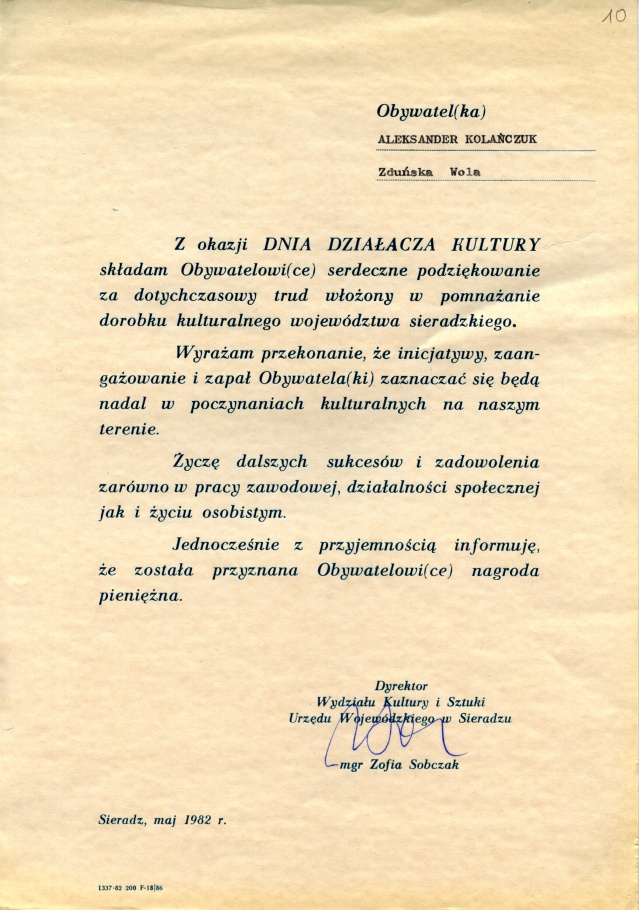 10
Obywatel(ka)
ALEKSANDER KOLAŃCZUK
Zduńska Wola
Z okazji DNIA DZIAŁACZA KULTURY
składam Obywatelowi(ce) serdeczne podziękowanie
za dotychczasowy trud włożony w pomnażanie
dorobku kulturalnego województwa sieradzkiego.
Wyrażam przekonanie, że inicjatywy, zaan-
gażowanie i zapał Obywatela(ki) zaznaczać się będą
nadal w poczynaniach kulturalnych na naszym
terenie.
Życzę dalszych sukcesów i zadowolenia
zarówno w pracy zawodowej, działalności społecznej
jak i życiu osobistym.
Jednocześnie z przyjemnością informuję,
że została przyznana Obywatelowi(ce) nagroda
pieniężna.
Dyrektor
Wydziału Kultury i Sztuki
Urzędu Wojewódzkiego w Sieradzu
mgr Zofia Sobczak
Sieradz, maj 1982 r.
1337-82 200 F-18/86